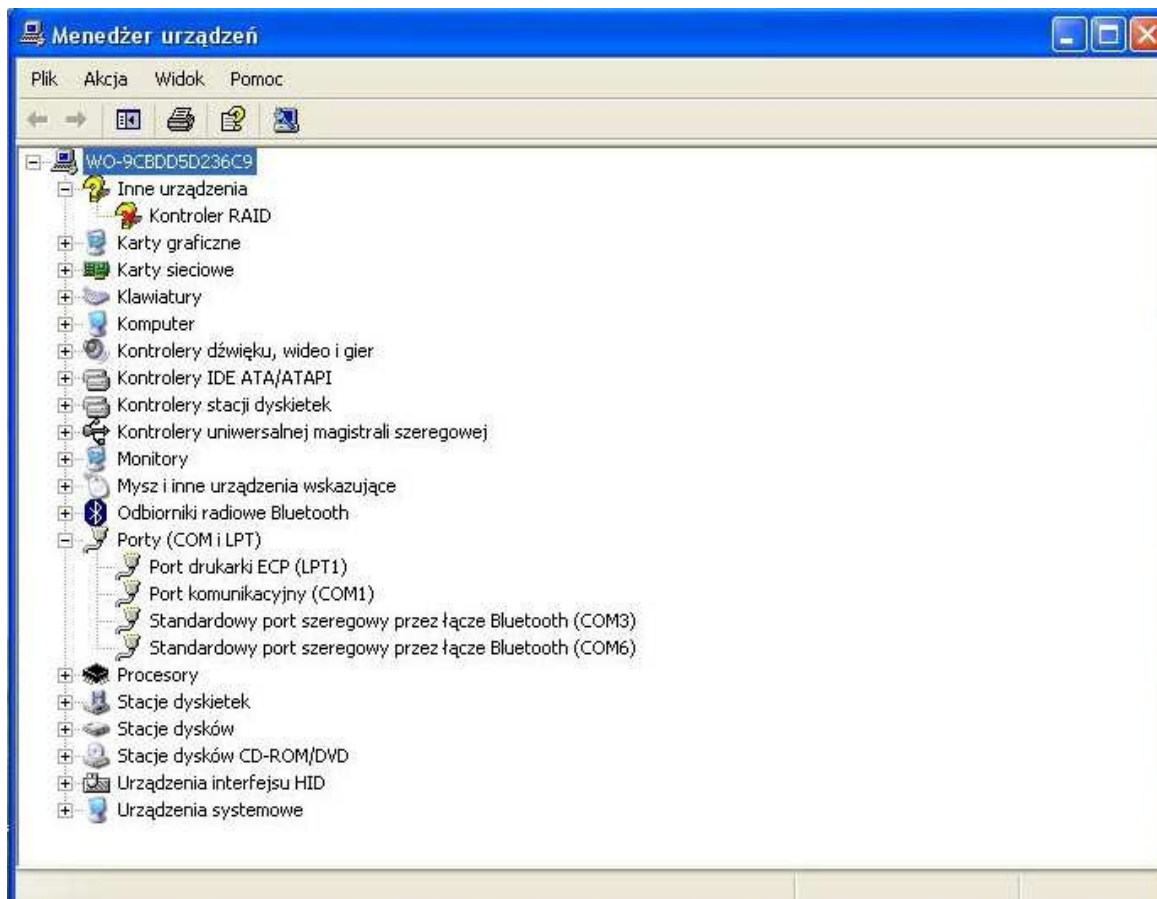 Menedżer urządzeń
Plik Akcja Widok Pomoc
WO-9CBDD5D236C9
Inne urządzenia
Kontroler RAID
Karty graficzne
Karty sieciowe
Klawiatury
Komputer
Kontrolery dźwięku, wideo i gier
Kontrolery IDE ATA/ATAPI
Kontrolery stacji dyskietek
Kontrolery uniwersalnej magistrali szeregowej
Monitory
Mysz i inne urządzenia wskazujące
Odbiorniki radiowe Bluetooth
Porty (COM i LPT)
Port drukarki ECP (LPT1)
Port komunikacyjny (COM1)
Standardowy port szeregowy przez łącze Bluetooth (COM3)
Standardowy port szeregowy przez łącze Bluetooth (COM6)
Procesory
Stacje dyskietek
Stacje dysków
Stacje dysków CD-ROM/DVD
Urządzenia interfejsu HID
Urządzenia systemowe